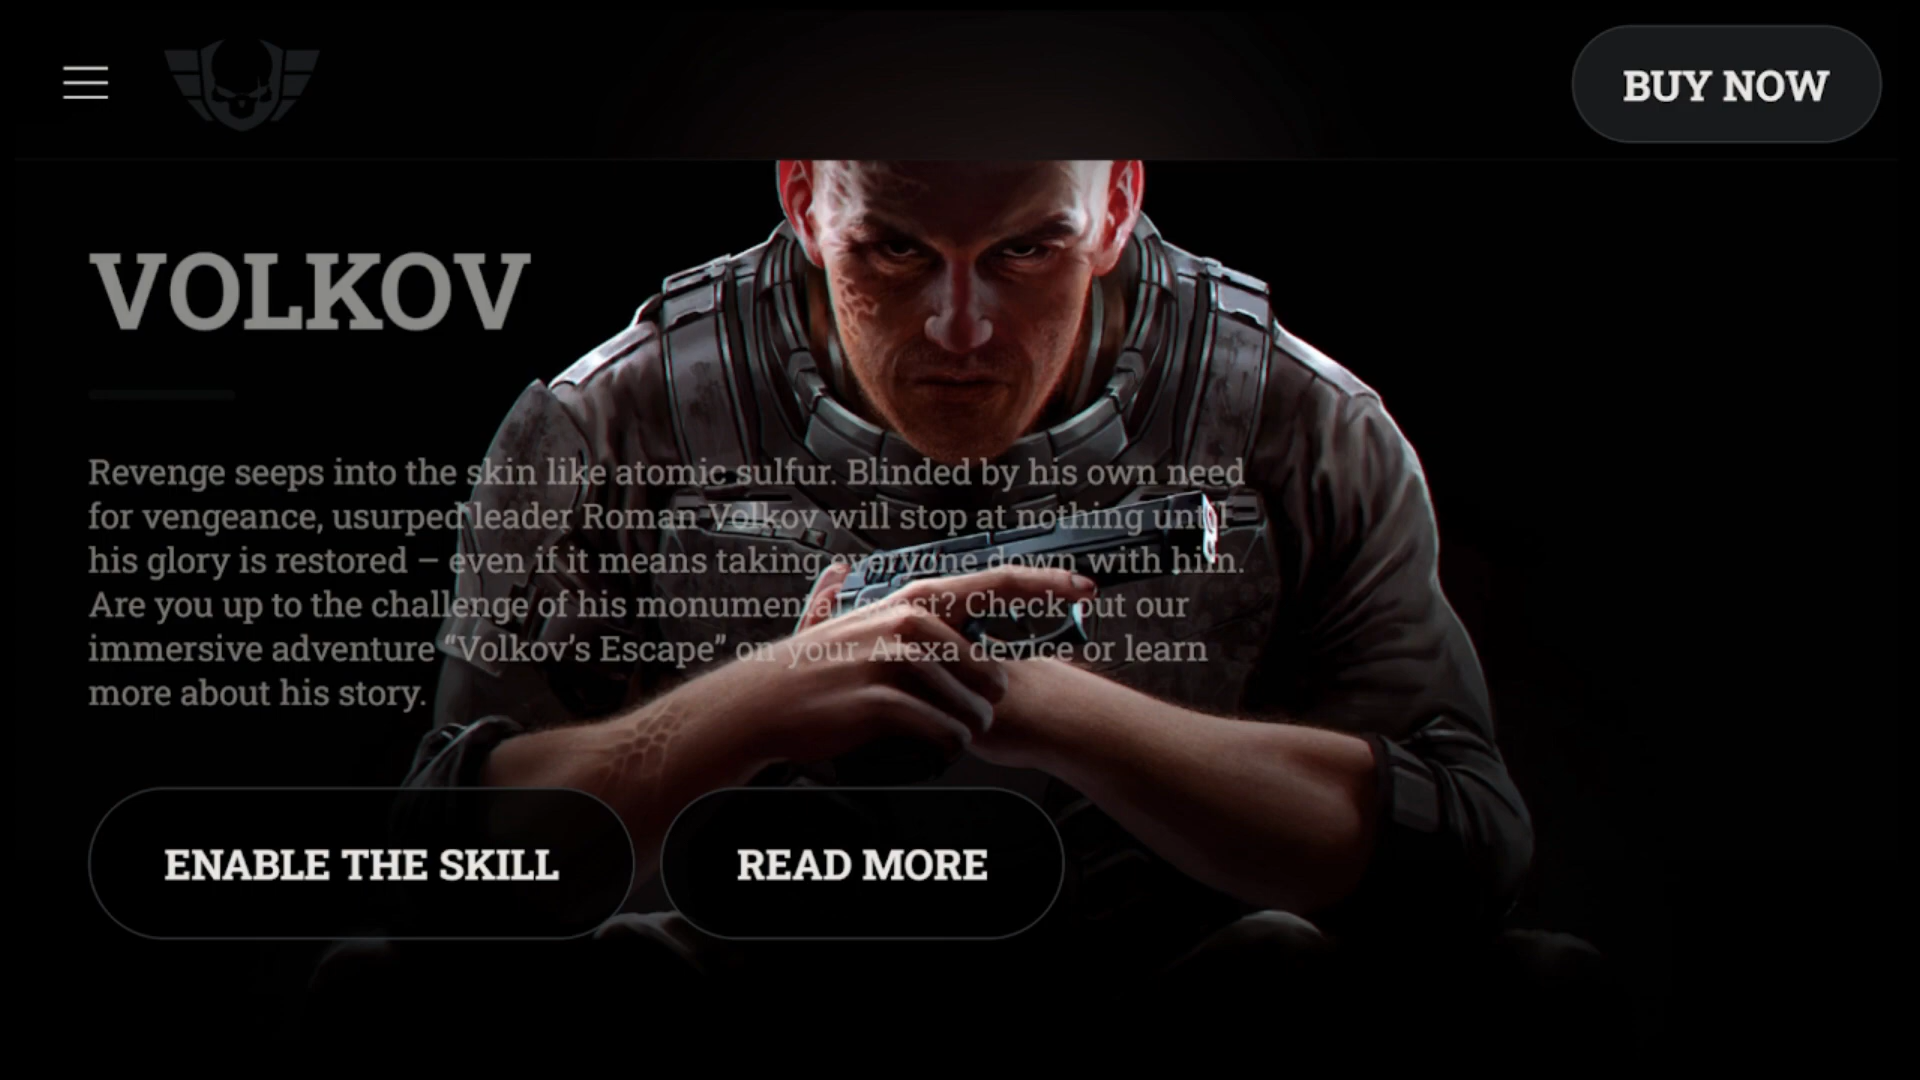 BUY NOW
VOLKOV
Revenge seeps into the skin like atomic sulfur. Blinded by his own need
for vengeance, usurped leader Roman Volkov will stop at nothing until
his glory is restored – even if it means taking everyone down with him.
Are you up to the challenge of his monumental quest? Check out our
immersive adventure “Volkov’s Escape” on your Alexa device or learn
more about his story.
ENABLE THE SKILL
READ MORE